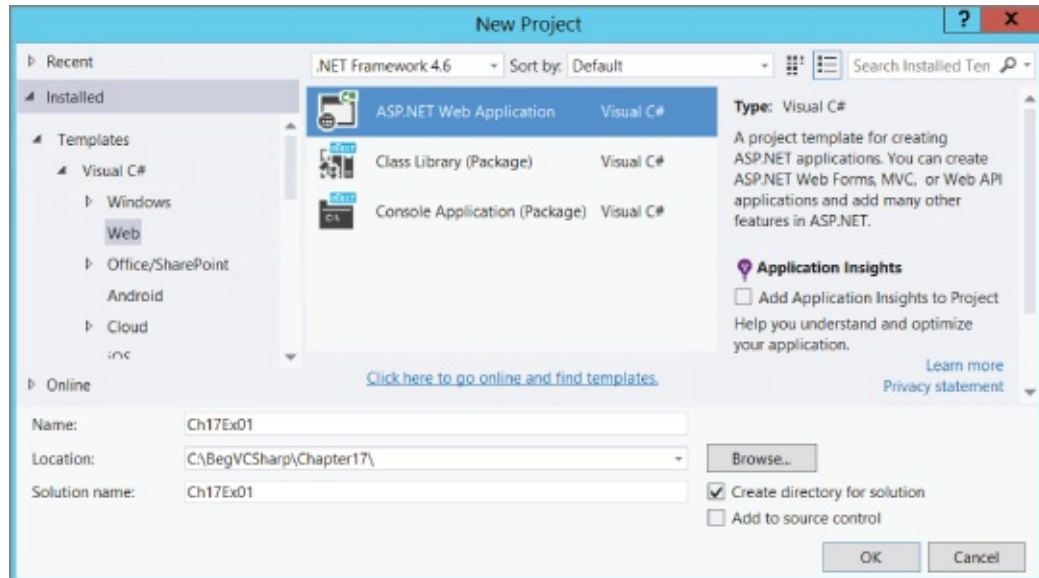 New Project
? X
Recent
.NET Framework 4.6 Sort by: Default Search Installed Ten
Installed
Templates
Visual C#
Windows
Web
Office/SharePoint
Android
Cloud
iOS
Online
ASP.NET Web Application Visual C#
Class Library (Package) Visual C#
Console Application (Package) Visual C#
Click here to go online and find templates.
Type: Visual C#
A project template for creating
ASP.NET applications. You can create
ASP.NET Web Forms, MVC, or Web API
applications and add many other
features in ASP.NET.
Application Insights
Add Application Insights to Project
Help you understand and optimize
your application.
Learn more
Privacy statement
Name: Ch17Ex01
Location: C:\BegVCSharp\Chapter17\
Browse...
Solution name: Ch17Ex01
Create directory for solution
Add to source control
OK Cancel